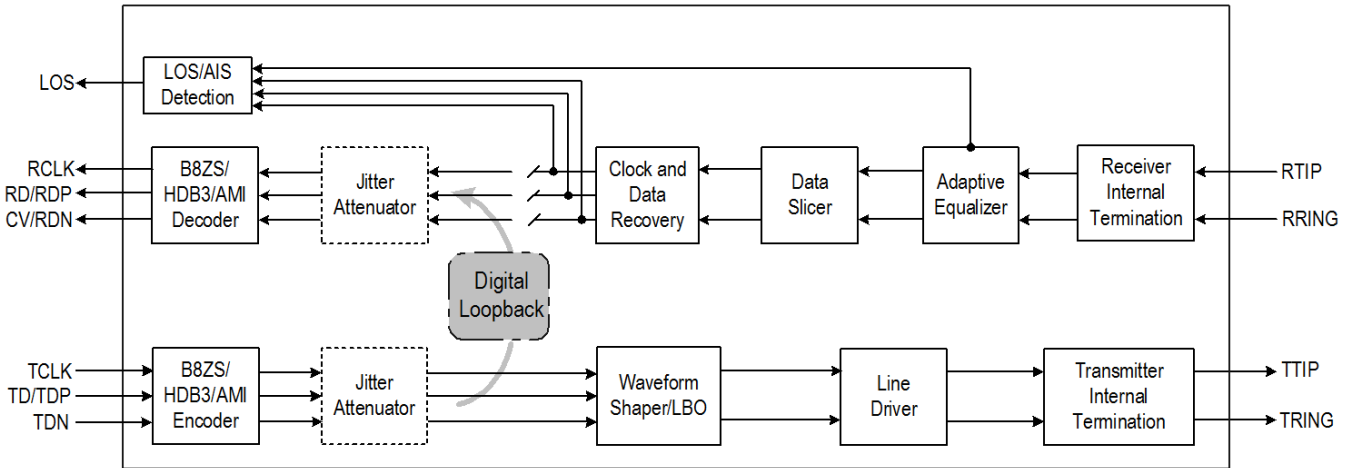 LOS
LOS/AIS
Detection
RCLK
RD/RDP
CV/RDN
B8ZS/
HDB3/AMI
Decoder
Jitter
Attenuator
Clock and
Data
Recovery
Data
Slicer
Adaptive
Equalizer
Receiver
Internal
Termination
RTIP
RRING
Digital
Loopback
TCLK
TD/TDP
TDN
B8ZS/
HDB3/AMI
Encoder
Jitter
Attenuator
Waveform
Shaper/LBO
Line
Driver
Transmitter
Internal
Termination
TTIP
TRING